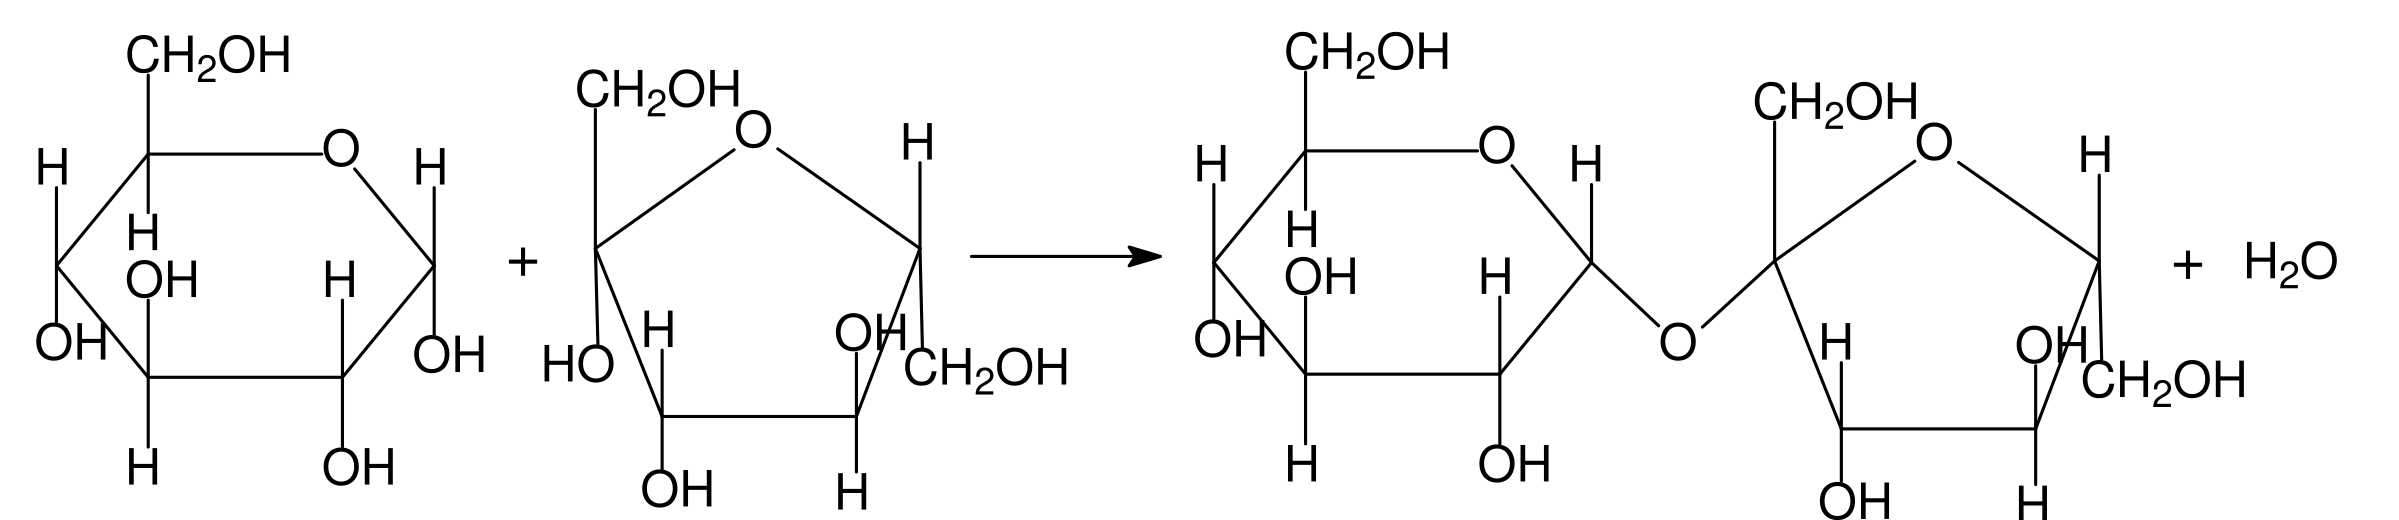 CH₂OH CH₂OH CH₂OH CH₂OH
H O H O H H O H O H
H H
OH H + OH H + H₂O
OH OH HO H OH CH₂OH OH O H OH CH₂OH
H OH OH H H OH OH H